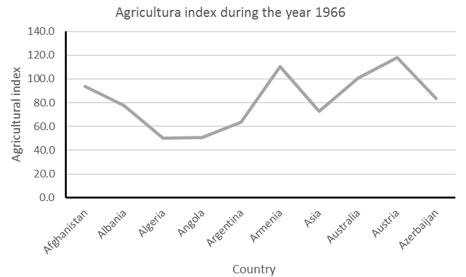 Agricultura index during the year 1966
140.0
120.0
100.0
80.0
60.0
40.0
20.0
0.0
Agricultural index
Afghanistan
Albania
Algeria
Angola
Argentina
Armenia
Asia
Australia
Austria
Azerbaijan
Country